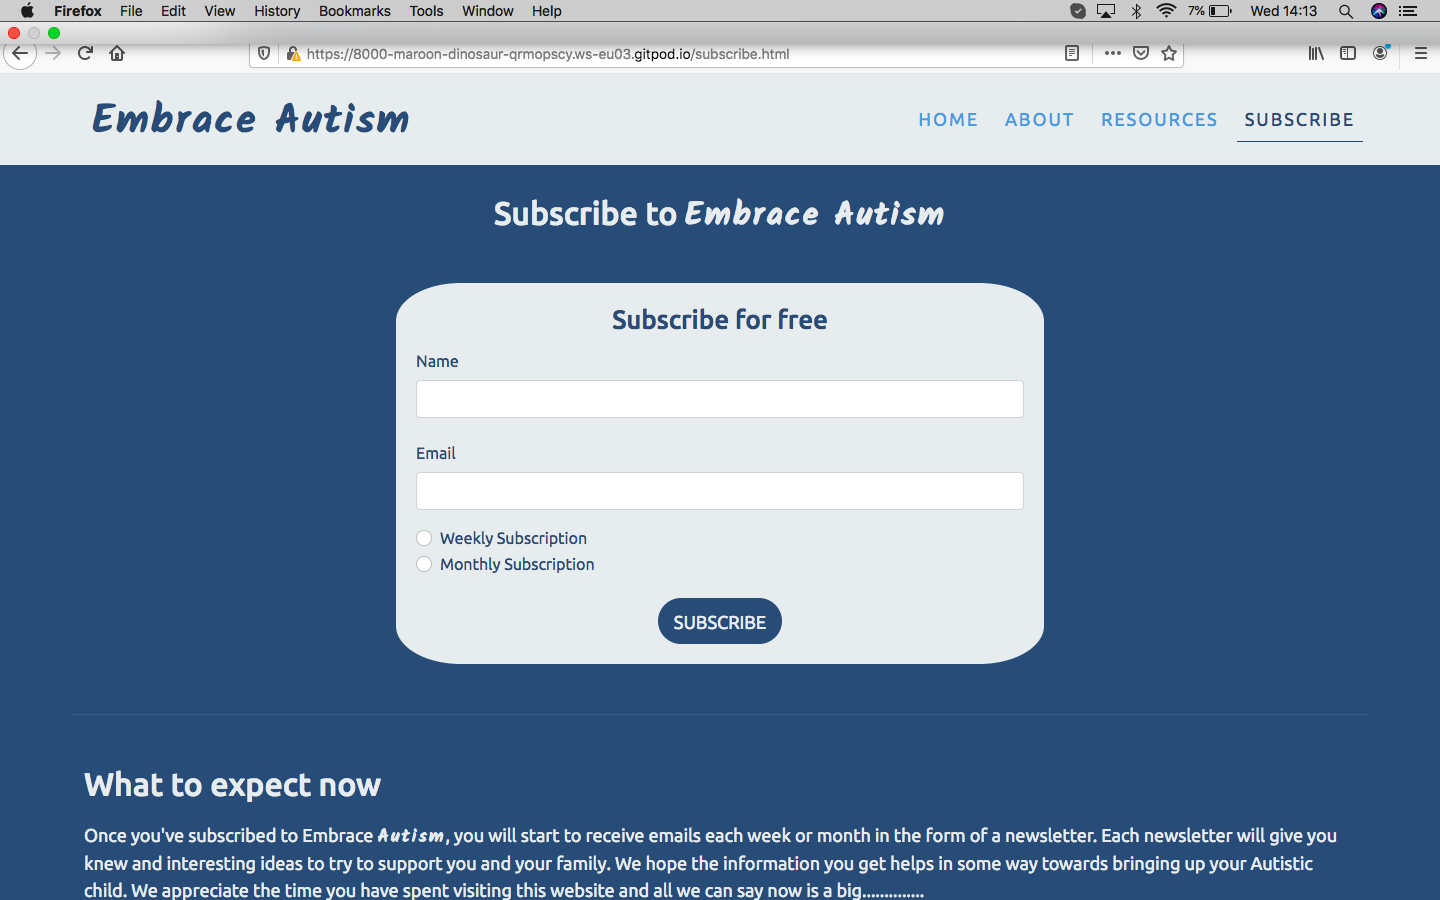 Firefox File Edit View History Bookmarks Tools Window Help 7% Wed 14:13
https://8000-maroon-dinosaur-qrmopscy.ws-eu03.gitpod.io/subscribe.html
Embrace Autism HOME ABOUT RESOURCES SUBSCRIBE
Subscribe to Embrace Autism
Subscribe for free
Name
Email
Weekly Subscription
Monthly Subscription
SUBSCRIBE
What to expect now
Once you've subscribed to Embrace Autism, you will start to receive emails each week or month in the form of a newsletter. Each newsletter will give you
knew and interesting ideas to try to support you and your family. We hope the information you get helps in some way towards bringing up your Autistic
child. We appreciate the time you have spent visiting this website and all we can say now is a big..............